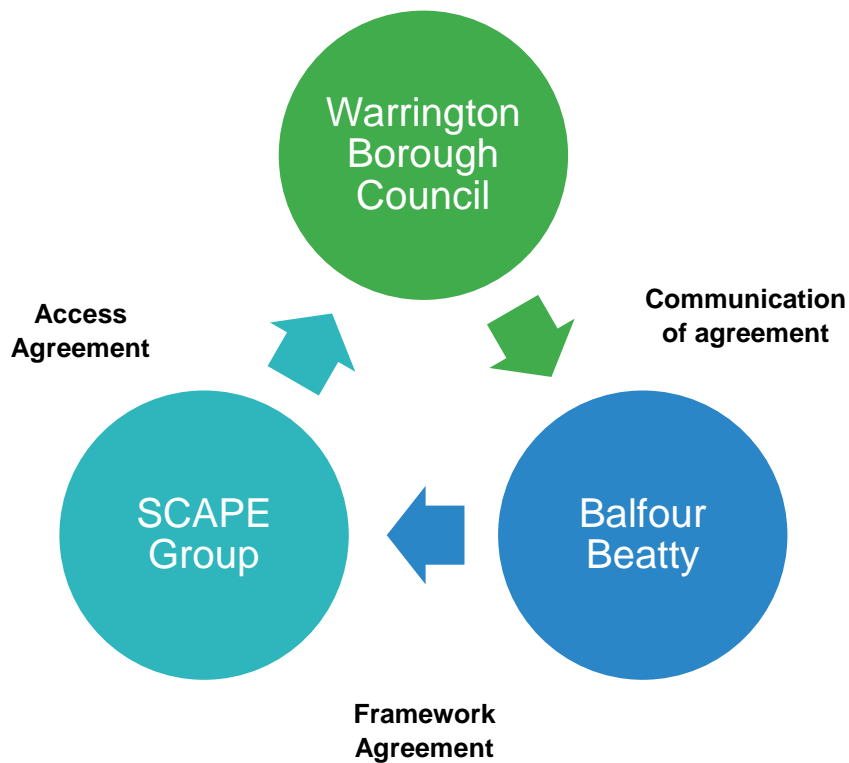 Warrington
Borough
Council
Access
Agreement
Communication
of agreement
SCAPE
Group
Balfour
Beatty
Framework
Agreement